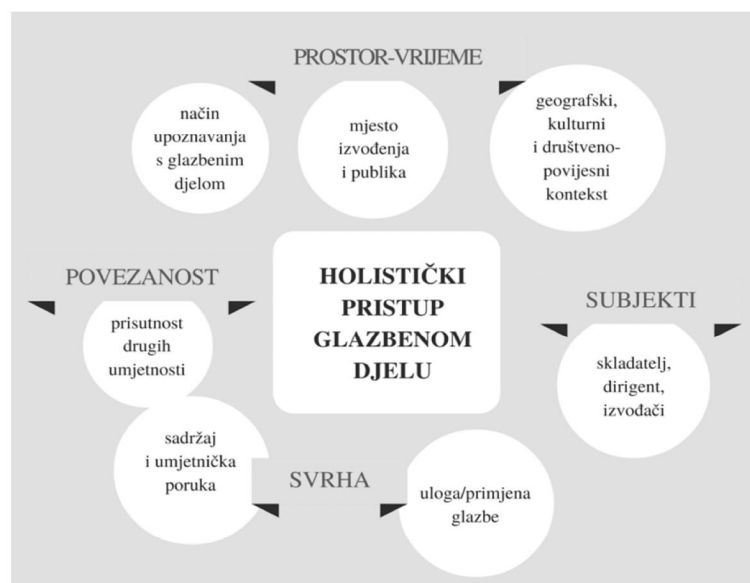 PROSTOR-VRIJEME
način
upoznavanja
s glazbenim
djelom
mjesto
izvođenja
i publika
geografski,
kulturni
i društveno-
povijesni
kontekst
POVEZANOST
prisutnost
drugih
umjetnosti
HOLISTIČKI
PRISTUP
GLAZBENOM
DJELU
SUBJEKTI
skladatelj,
dirigent,
izvođači
sadržaj
i umjetnička
poruka
SVRHA
uloga/primjena
glazbe